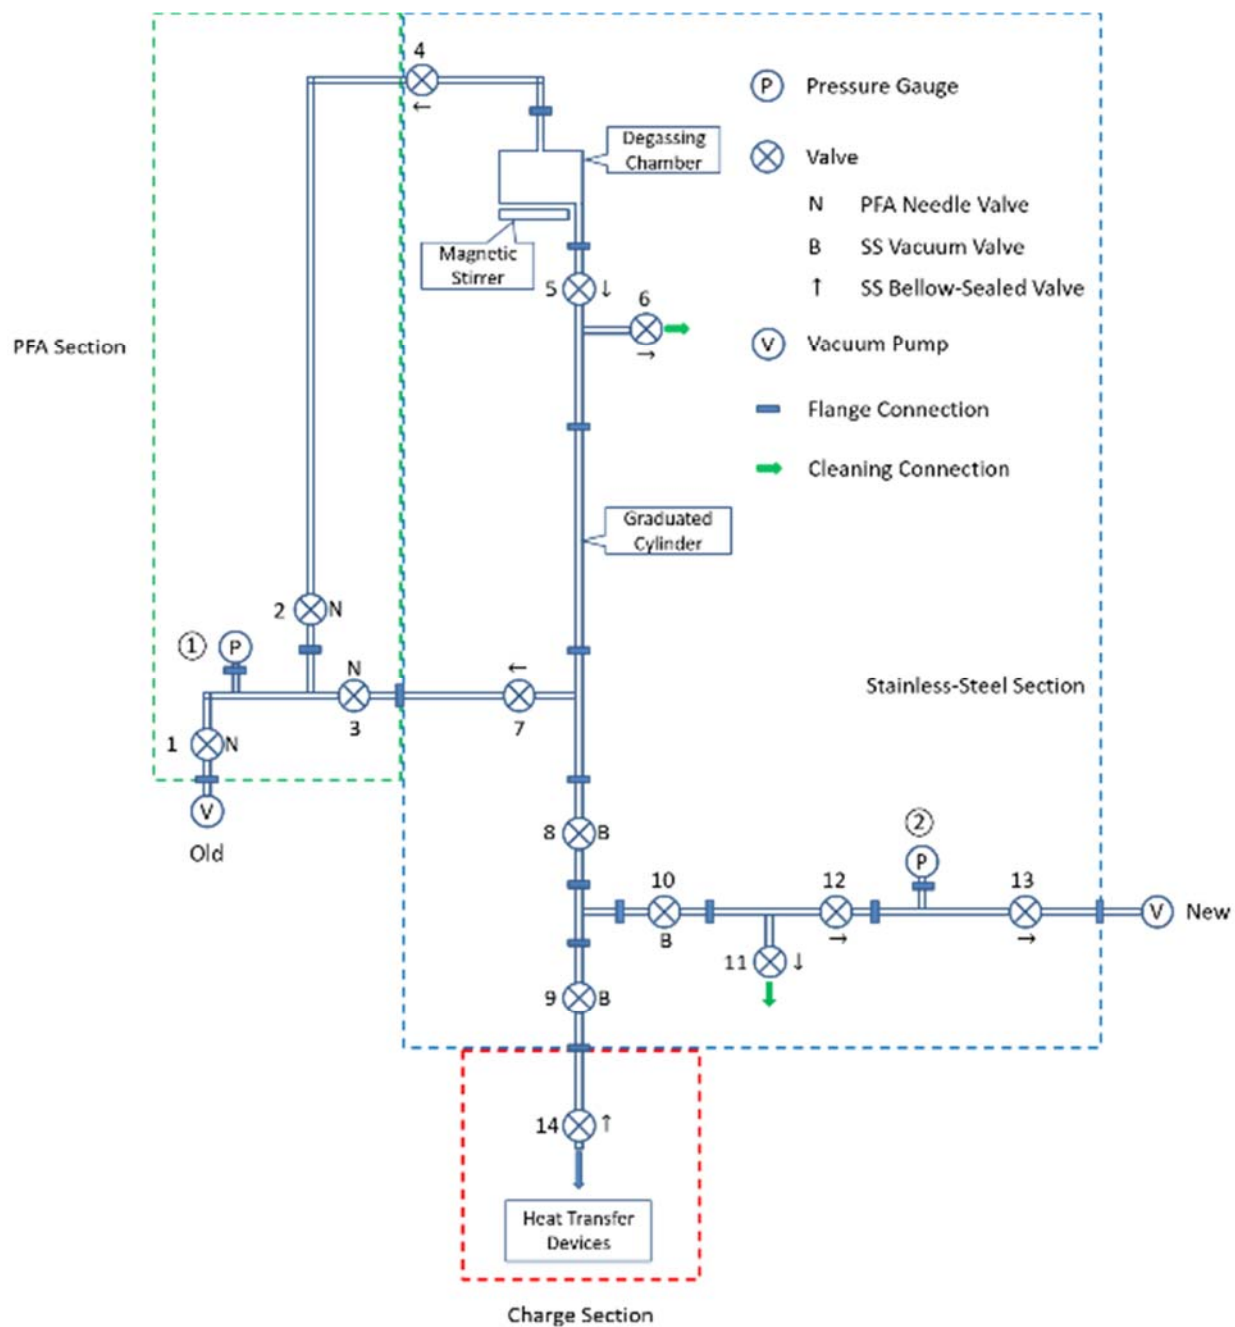 4
←
P Pressure Gauge
Degassing
Chamber
Valve
N PFA Needle Valve
B SS Vacuum Valve
↑ SS Bellow-Sealed Valve
Magnetic
Stirrer
5 ↓
6
→
PFA Section
V Vacuum Pump
Flange Connection
Cleaning Connection
Graduated
Cylinder
2 N
1 P
N
3
←
7
Stainless-Steel Section
1 N
V
Old
8 B
2
P
10
B
12
→
13
→
V New
11 ↓
9 B
14 ↑
Heat Transfer
Devices
Charge Section